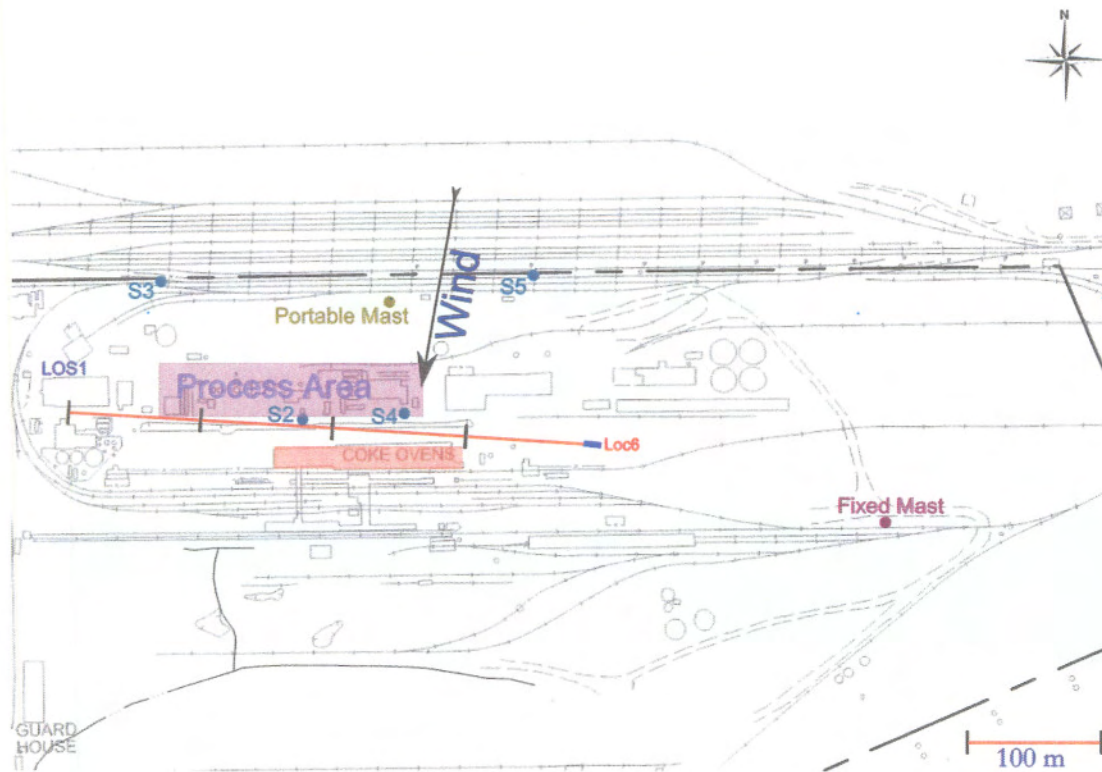 N
Wind
S3
S5
Portable Mast
LOS1
Process Area
S2
S4
Loc6
COKE OVENS
Fixed Mast
GUARD
HOUSE
100 m